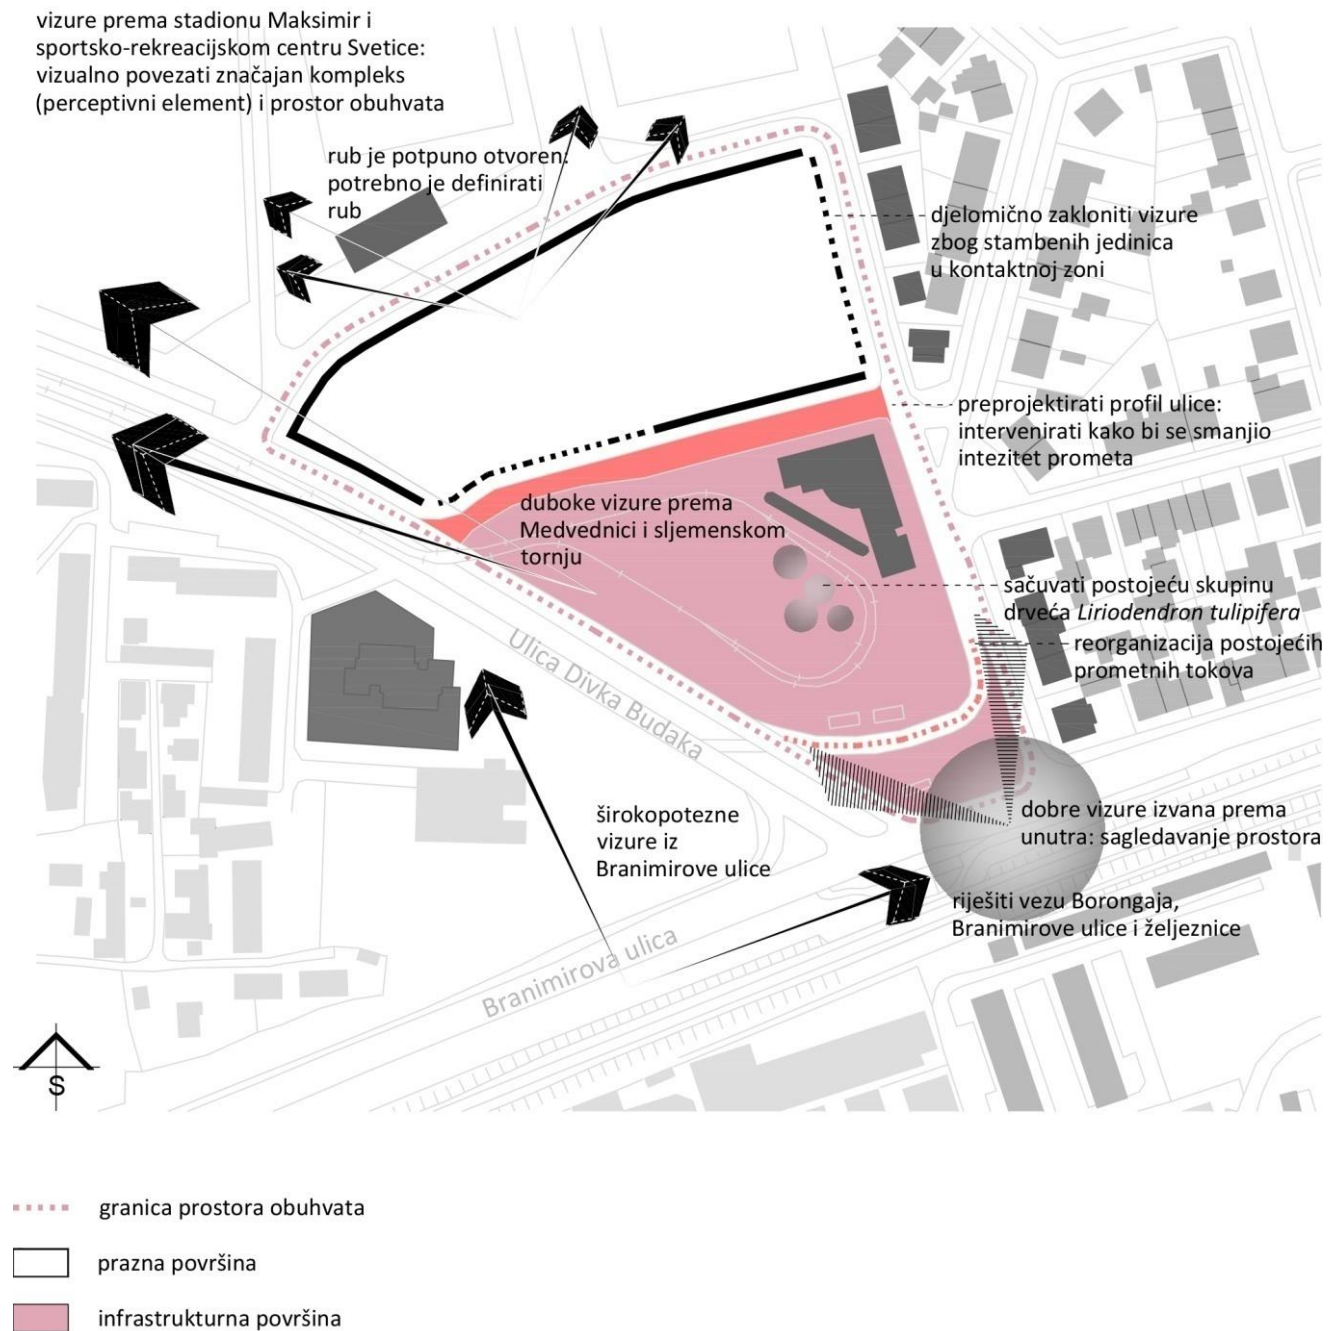 vizure prema stadionu Maksimir i
sportsko-rekreacijskom centru Svetice:
vizualno povezati značajan kompleks
(perceptivni element) i prostor obuhvata
rub je potpuno otvoren:
potrebno je definirati
rub
djelomično zakloniti vizure
zbog stambenih jedinica
u kontaktnoj zoni
preprojektirati profil ulice:
intervenirati kako bi se smanjio
intezitet prometa
duboke vizure prema
Medvednici i sljemenskom
tornju
sačuvati postojeću skupinu
drveća Liriodendron tulipifera
reorganizacija postojećih
prometnih tokova
Ulica Divka Budaka
širokopotezne
vizure iz
Branimirove ulice
dobre vizure izvana prema
unutra: sagledavanje prostora
riješiti vezu Borongaja,
Branimirove ulice i željeznice
Branimirova ulica
S
granica prostora obuhvata
prazna površina
infrastrukturna površina